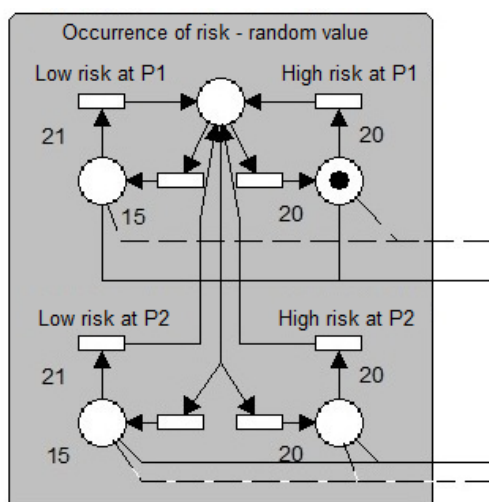 Occurrence of risk - random value
Low risk at P1 High risk at P1
21 20
15 20
Low risk at P2 High risk at P2
21 20
15 20